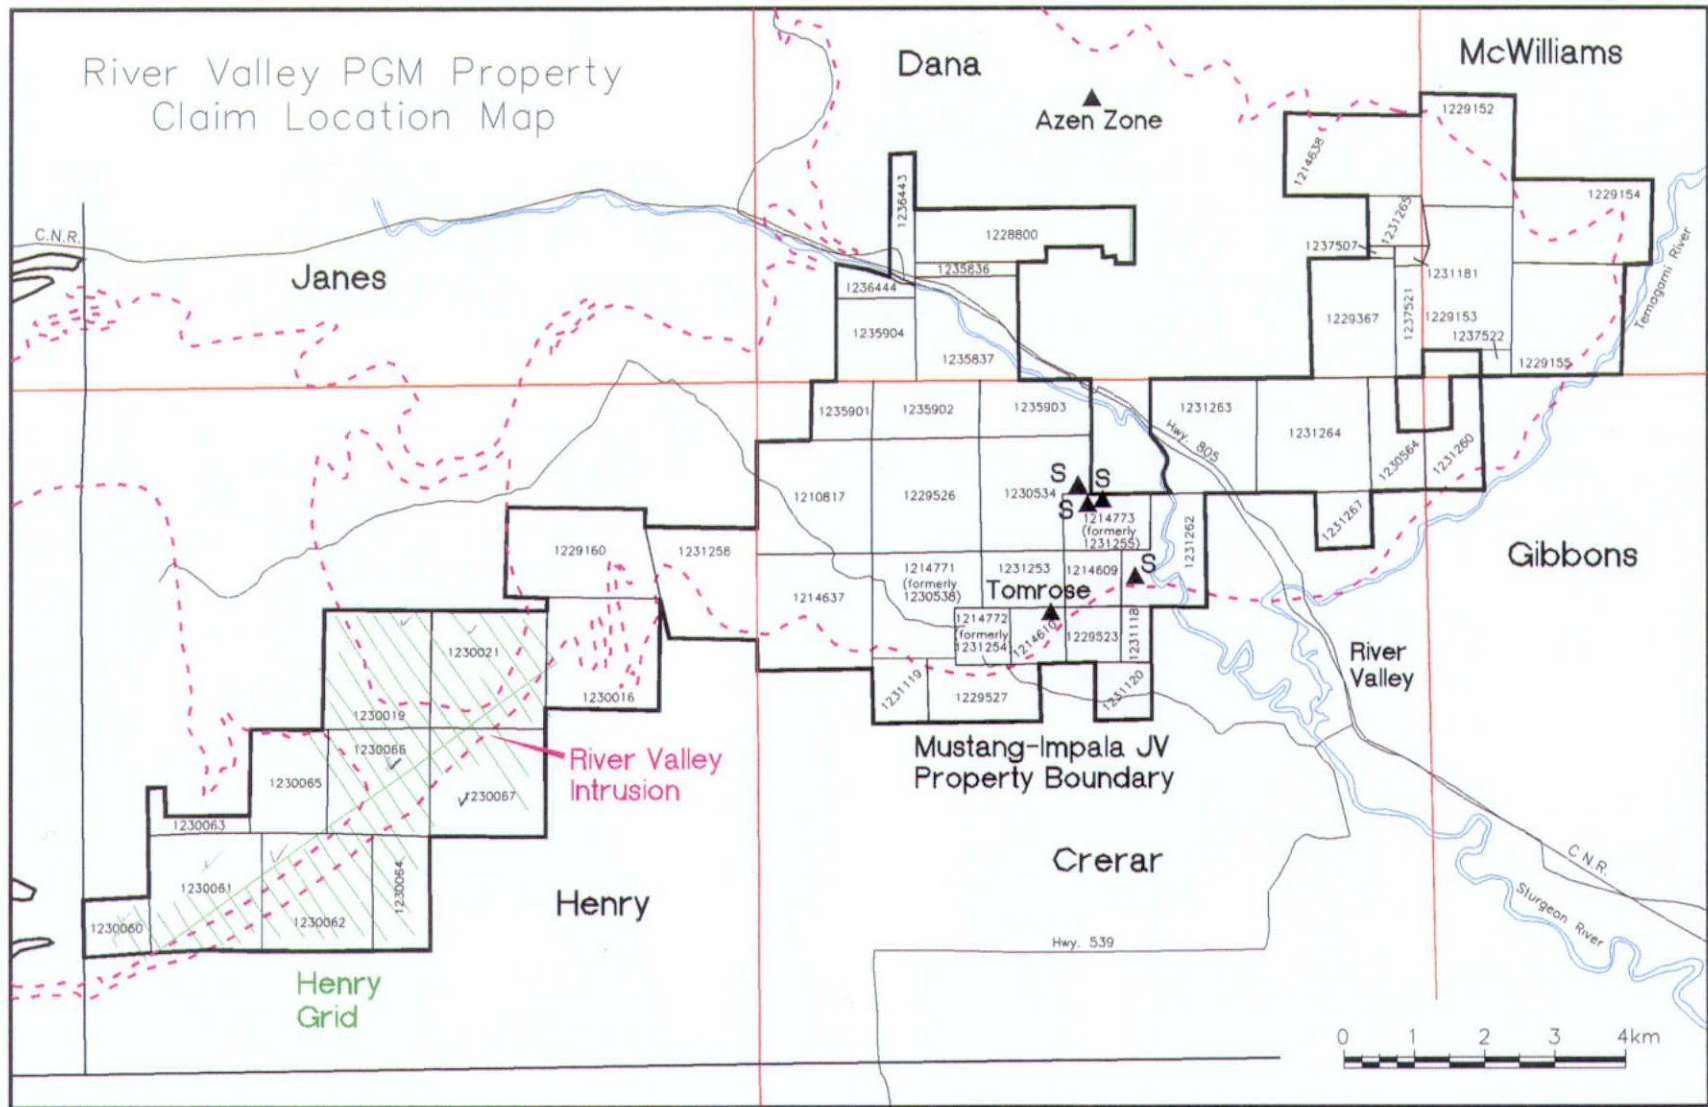 River Valley PGM Property
Claim Location Map
Dana
McWilliams
Azen Zone
1229152
1214638
1236443
1229154
1231265
1228800
C.N.R.
1237507
Janes
1235836
1231181
1236444
1237521
Temagami River
1229367
1229153
1235904
1237522
1235837
1229155
1235901
1235902
1235903
1231263
1231264
Hwy. 805
1230564
1231260
1210817
1229526
1230534
S
S
S
1214773
(formerly
1231255)
1231262
1231267
1229160
1231258
Gibbons
1214771
(formerly
1230538)
1231253
1214609
S
1214637
Tomrose
1214772
formerly
1231254
1214610
1229523
1231118
1230021
River
Valley
1231119
1229527
1231120
1230016
1230019
1230066
Mustang-Impala JV
Property Boundary
River Valley
Intrusion
1230065
1230067
1230063
Crerar
C.N.R.
1230061
1230064
Henry
1230062
1230060
Sturgeon River
Hwy. 539
Henry
Grid
0 1 2 3 4km